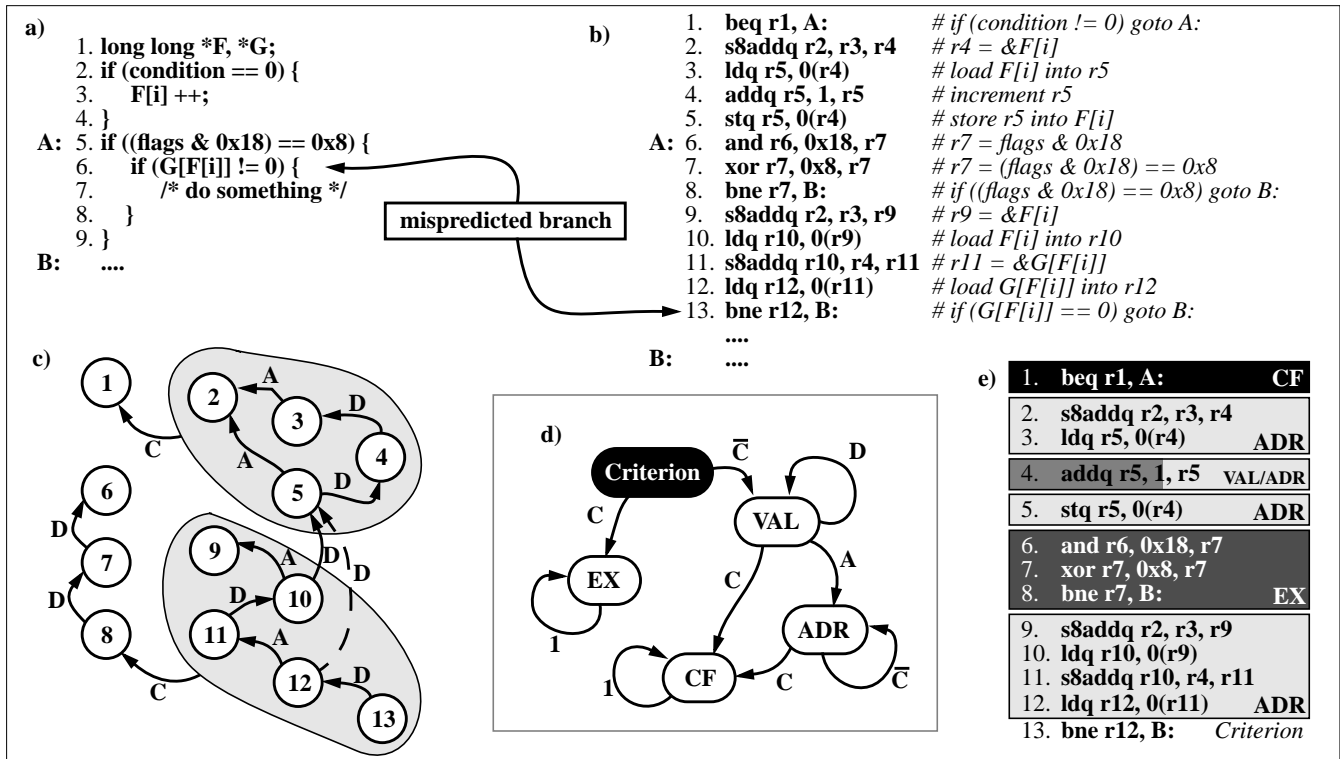 a)
1. long long *F, *G;
2. if (condition == 0) {
3. F[i] ++;
4. }
A: 5. if ((flags & 0x18) == 0x8) {
6. if (G[F[i]] != 0) {
7. /* do something */
8. }
9. }
B: ....
mispredicted branch
b)
1. beq r1, A: # if (condition != 0) goto A:
2. s8addq r2, r3, r4 # r4 = &F[i]
3. ldq r5, 0(r4) # load F[i] into r5
4. addq r5, 1, r5 # increment r5
5. stq r5, 0(r4) # store r5 into F[i]
A: 6. and r6, 0x18, r7 # r7 = flags & 0x18
7. xor r7, 0x8, r7 # r7 = (flags & 0x18) == 0x8
8. bne r7, B: # if ((flags & 0x18) == 0x8) goto B:
9. s8addq r2, r3, r9 # r9 = &F[i]
10. ldq r10, 0(r9) # load F[i] into r10
11. s8addq r10, r4, r11 # r11 = &G[F[i]]
12. ldq r12, 0(r11) # load G[F[i]] into r12
13. bne r12, B: # if (G[F[i]] == 0) goto B:
....
B: ....
c)
1
2
A
3
D
4
C
A
5
D
6
D
7
D
8
C
9
A
10
D
D
D
11
A
12
D
13
d)
Criterion
C̅
D
VAL
C
EX
1
C
A
ADR
C̅
C
CF
1
e)
1. beq r1, A: CF
2. s8addq r2, r3, r4
3. ldq r5, 0(r4) ADR
4. addq r5, 1, r5 VAL/ADR
5. stq r5, 0(r4) ADR
6. and r6, 0x18, r7
7. xor r7, 0x8, r7
8. bne r7, B: EX
9. s8addq r2, r3, r9
10. ldq r10, 0(r9)
11. s8addq r10, r4, r11
12. ldq r12, 0(r11) ADR
13. bne r12, B: Criterion